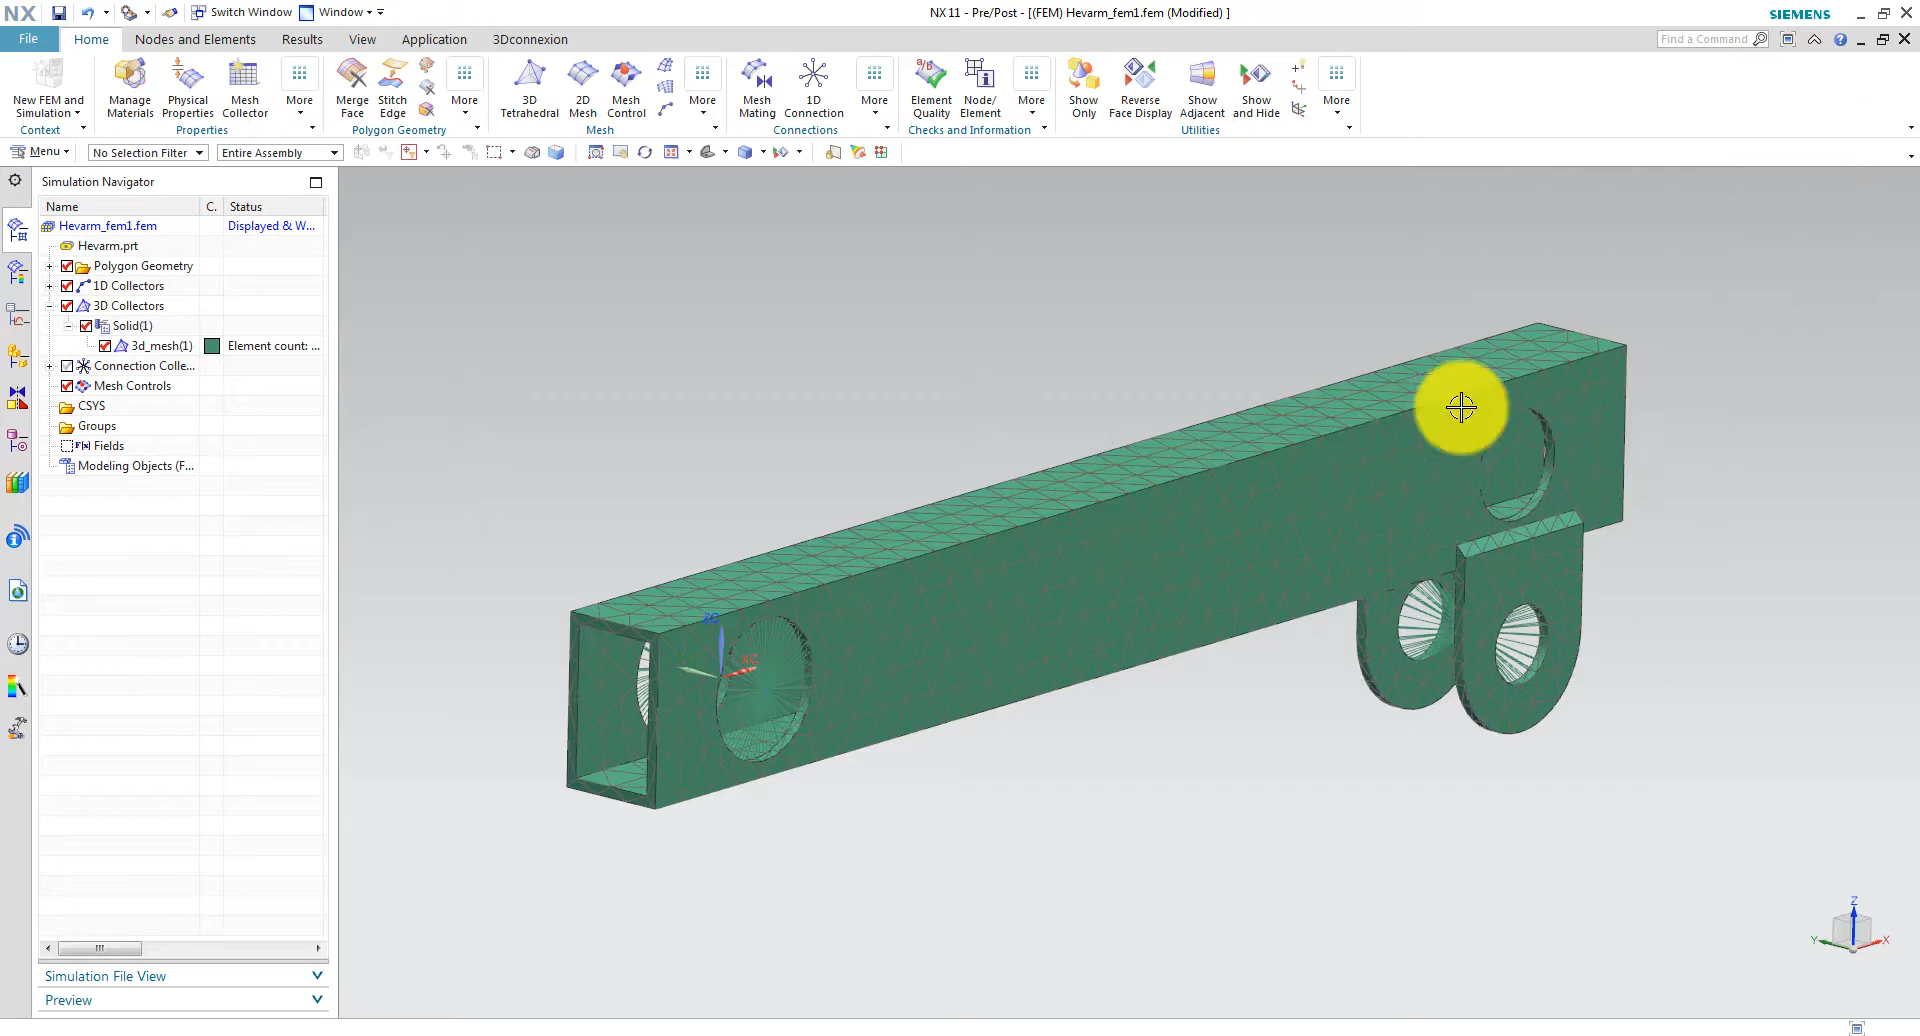 NX
Switch Window
Window
NX 11 - Pre/Post - [(FEM) Hevarm_fem1.fem (Modified) ]
SIEMENS
File
Home
Nodes and Elements
Results
View
Application
3Dconnexion
Find a Command
New FEM and Simulation
Manage Materials
Physical Properties
Mesh Collector
More
Merge Face
Stitch Edge
More
3D Tetrahedral
2D Mesh
Mesh Control
More
Mesh Mating
1D Connection
More
Element Quality
Node/Element
More
Show Only
Reverse Face Display
Show Adjacent
Show and Hide
More
Context
Properties
Polygon Geometry
Mesh
Connections
Checks and Information
Utilities
Menu
No Selection Filter
Entire Assembly
Simulation Navigator
Name C. Status
Hevarm_fem1.fem Displayed & W...
Hevarm.prt
Polygon Geometry
1D Collectors
3D Collectors
Solid(1)
3d_mesh(1) Element count: ...
Connection Colle...
Mesh Controls
CSYS
Groups
F(x) Fields
Modeling Objects (F...
ZC
XC
Z
Y
X
Simulation File View
Preview